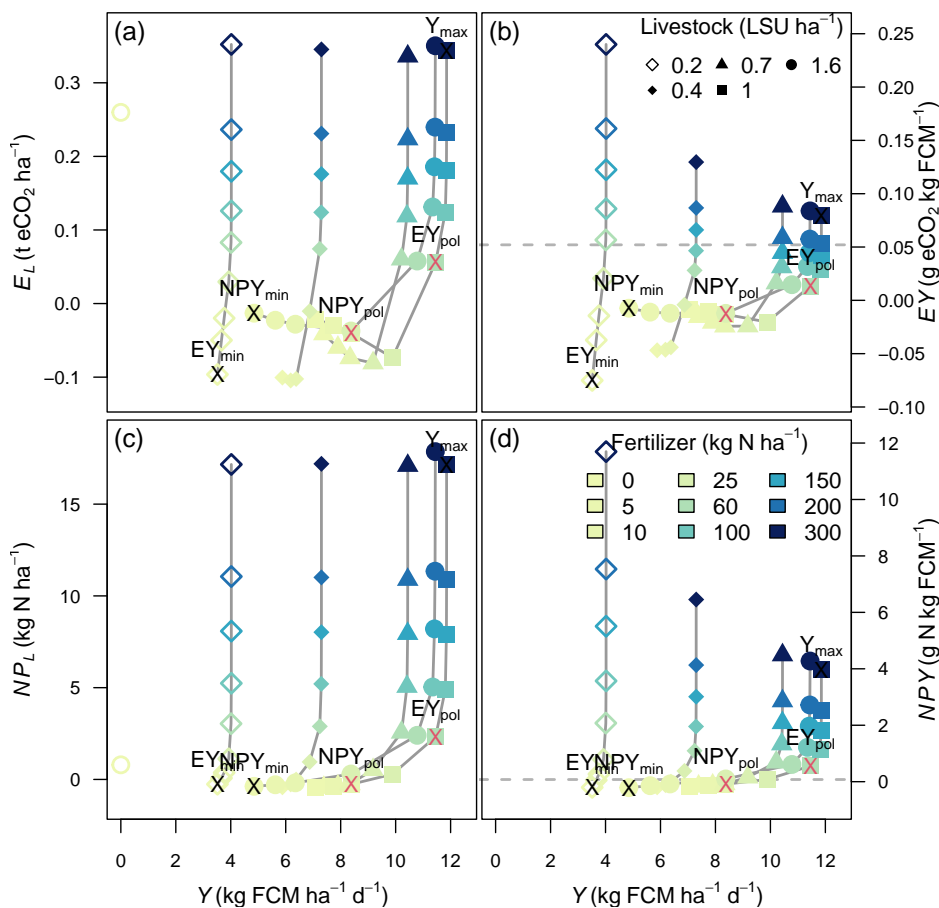 (a)
Y_max
E_L (t eCO₂ ha⁻¹)
0.3
0.2
0.1
0.0
−0.1
EY_pol
NPY_min
NPY_pol
EY_min
(b)
Livestock (LSU ha⁻¹)
0.2
0.7
1.6
0.4
1
Y_max
EY_pol
NPY_min
NPY_pol
EY_min
0.25
0.20
0.15
0.10
0.05
0.00
−0.05
−0.10
EY (g eCO₂ kg FCM⁻¹)
(c)
Y_max
NP_L (kg N ha⁻¹)
15
10
5
0
EY_pol
EY_min
NPY_min
NPY_pol
0
2
4
6
8
10
12
Y (kg FCM ha⁻¹ d⁻¹)
(d)
Fertilizer (kg N ha⁻¹)
0
25
150
5
60
200
10
100
300
Y_max
EY_pol
EY_min
NPY_min
NPY_pol
12
10
8
6
4
2
0
NPY (g N kg FCM⁻¹)
0
2
4
6
8
10
12
Y (kg FCM ha⁻¹ d⁻¹)